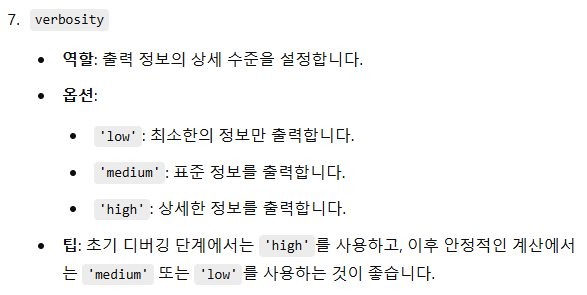 7. verbosity
• 역할: 출력 정보의 상세 수준을 설정합니다.
• 옵션:
• 'low': 최소한의 정보만 출력합니다.
• 'medium': 표준 정보를 출력합니다.
• 'high': 상세한 정보를 출력합니다.
• 팁: 초기 디버깅 단계에서는 'high'를 사용하고, 이후 안정적인 계산에서
는 'medium' 또는 'low'를 사용하는 것이 좋습니다.